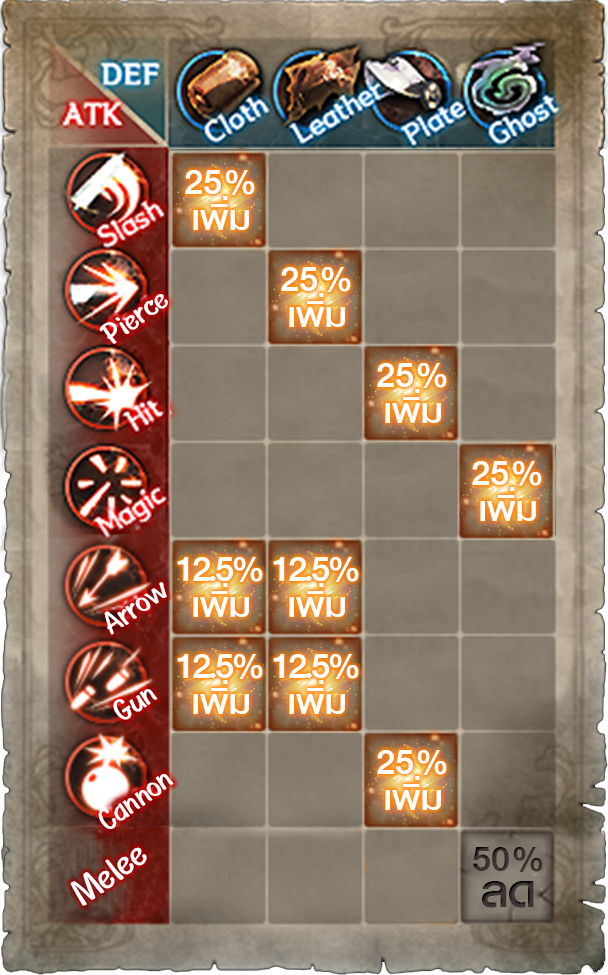 DEF
ATK
Cloth
Leather
Plate
Ghost
Slash
25%
เพิ่ม
Pierce
25%
เพิ่ม
Hit
25%
เพิ่ม
Magic
25%
เพิ่ม
Arrow
12.5% 12.5%
เพิ่ม เพิ่ม
Gun
12.5% 12.5%
เพิ่ม เพิ่ม
Cannon
25%
เพิ่ม
Melee
50%
ลด